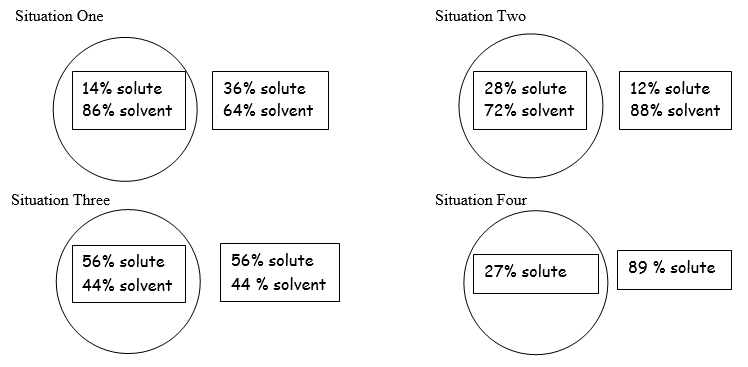 Situation One
14% solute
86% solvent
36% solute
64% solvent
Situation Two
28% solute
72% solvent
12% solute
88% solvent
Situation Three
56% solute
44% solvent
56% solute
44 % solvent
Situation Four
27% solute
89 % solute